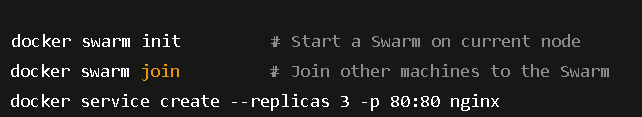 docker swarm init # Start a Swarm on current node
docker swarm join # Join other machines to the Swarm
docker service create --replicas 3 -p 80:80 nginx